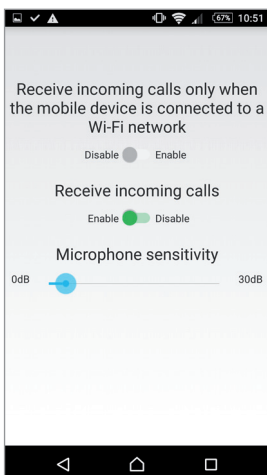 67% 10:51
Receive incoming calls only when
the mobile device is connected to a
Wi-Fi network
Disable Enable
Receive incoming calls
Enable Disable
Microphone sensitivity
0dB 30dB